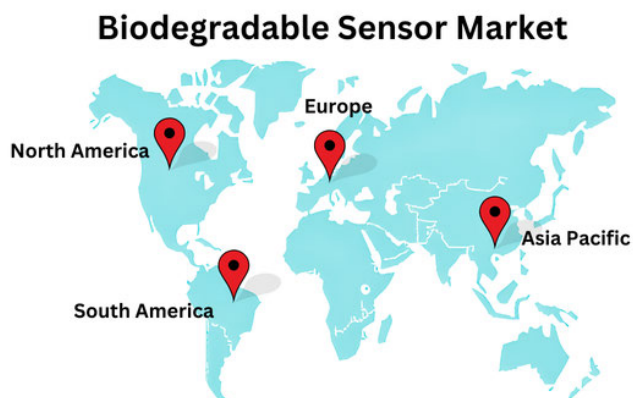 Biodegradable Sensor Market
Europe
North America
Asia Pacific
South America